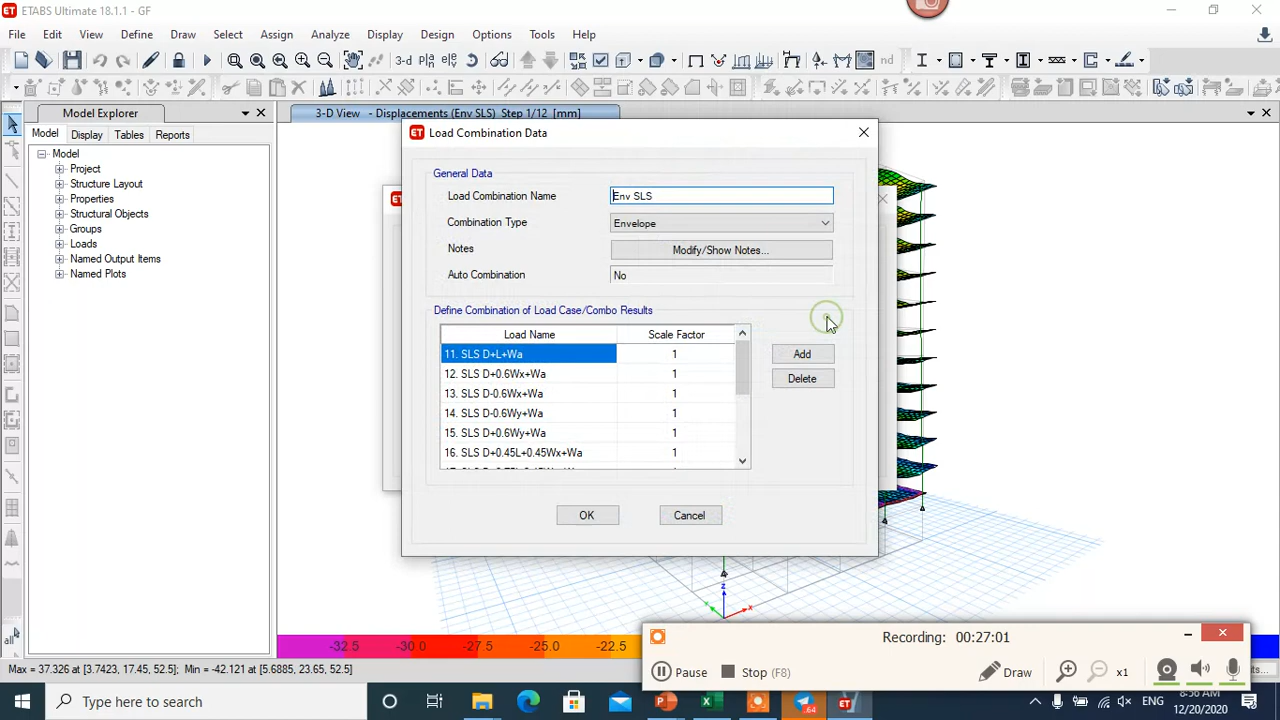 ETABS Ultimate 18.1.1 - GF
File Edit View Define Draw Select Assign Analyze Display Design Options Tools Help
3-d
nd
Model Explorer
3-D View - Displacements (Env SLS) Step 1/12 [mm]
Model Display Tables Reports
Model
Project
Structure Layout
Properties
Structural Objects
Groups
Loads
Named Output Items
Named Plots
Load Combination Data
General Data
Load Combination Name Env SLS
Combination Type Envelope
Notes Modify/Show Notes...
Auto Combination No
Define Combination of Load Case/Combo Results
Load Name Scale Factor
11. SLS D+L+Wa 1
12. SLS D+0.6Wx+Wa 1
13. SLS D-0.6Wx+Wa 1
14. SLS D-0.6Wy+Wa 1
15. SLS D+0.6Wy+Wa 1
16. SLS D+0.45L+0.45Wx+Wa 1
Add
Delete
OK Cancel
z
x
all
-32.5 -30.0 -27.5 -25.0 -22.5
Max = 37.326 at [3.7423, 17.45, 52.5]; Min = -42.121 at [5.6885, 23.65, 52.5]
Recording: 00:27:01
Pause Stop (F8) Draw x1
Type here to search
64
ENG
8:56 AM
12/20/2020